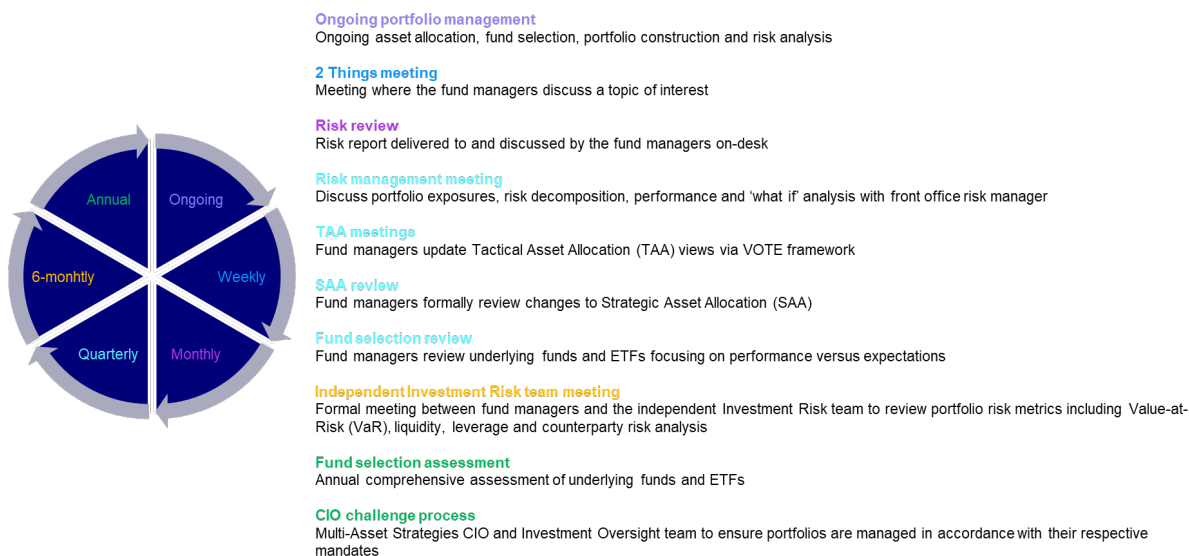 Ongoing portfolio management
Ongoing asset allocation, fund selection, portfolio construction and risk analysis
2 Things meeting
Meeting where the fund managers discuss a topic of interest
Risk review
Risk report delivered to and discussed by the fund managers on-desk
Risk management meeting
Discuss portfolio exposures, risk decomposition, performance and ‘what if’ analysis with front office risk manager
TAA meetings
Fund managers update Tactical Asset Allocation (TAA) views via VOTE framework
SAA review
Fund managers formally review changes to Strategic Asset Allocation (SAA)
Fund selection review
Fund managers review underlying funds and ETFs focusing on performance versus expectations
Independent Investment Risk team meeting
Formal meeting between fund managers and the independent Investment Risk team to review portfolio risk metrics including Value-at-
Risk (VaR), liquidity, leverage and counterparty risk analysis
Fund selection assessment
Annual comprehensive assessment of underlying funds and ETFs
CIO challenge process
Multi-Asset Strategies CIO and Investment Oversight team to ensure portfolios are managed in accordance with their respective
mandates
Annual
Ongoing
6-monhtly
Weekly
Quarterly
Monthly